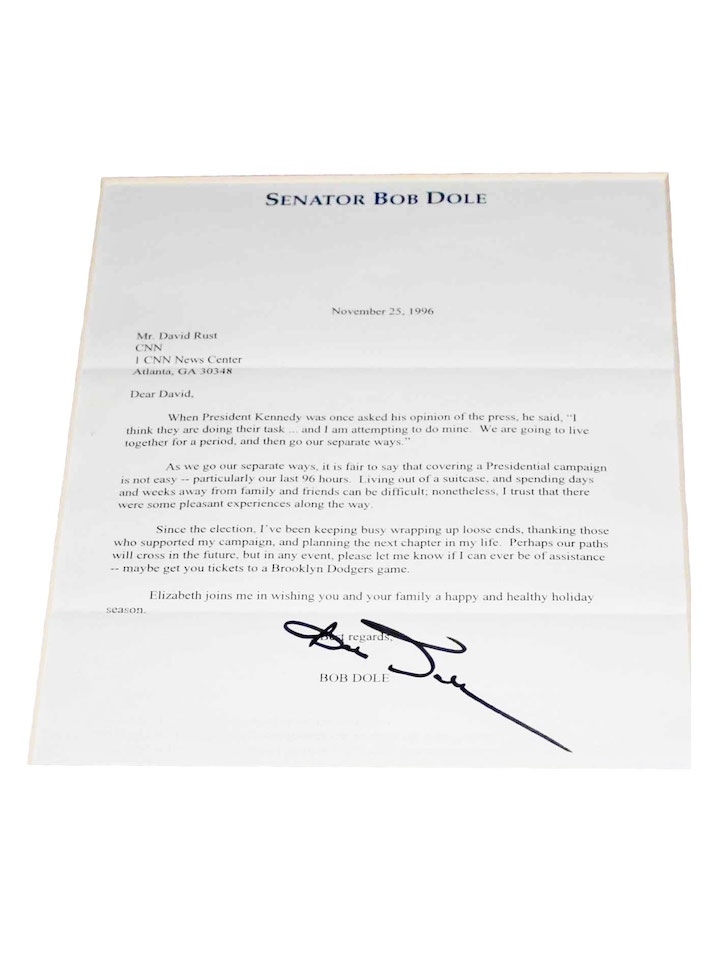 SENATOR BOB DOLE
November 25, 1996
Mr. David Rust
CNN
1 CNN News Center
Atlanta, GA 30348
Dear David,
When President Kennedy was once asked his opinion of the press, he said, "I
think they are doing their task ... and I am attempting to do mine. We are going to live
together for a period, and then go our separate ways."
As we go our separate ways, it is fair to say that covering a Presidential campaign
is not easy -- particularly our last 96 hours. Living out of a suitcase, and spending days
and weeks away from family and friends can be difficult; nonetheless, I trust that there
were some pleasant experiences along the way.
Since the election, I've been keeping busy wrapping up loose ends, thanking those
who supported my campaign, and planning the next chapter in my life. Perhaps our paths
will cross in the future, but in any event, please let me know if I can ever be of assistance
-- maybe get you tickets to a Brooklyn Dodgers game.
Elizabeth joins me in wishing you and your family a happy and healthy holiday
season.
Best regards,
Bob Dole
BOB DOLE